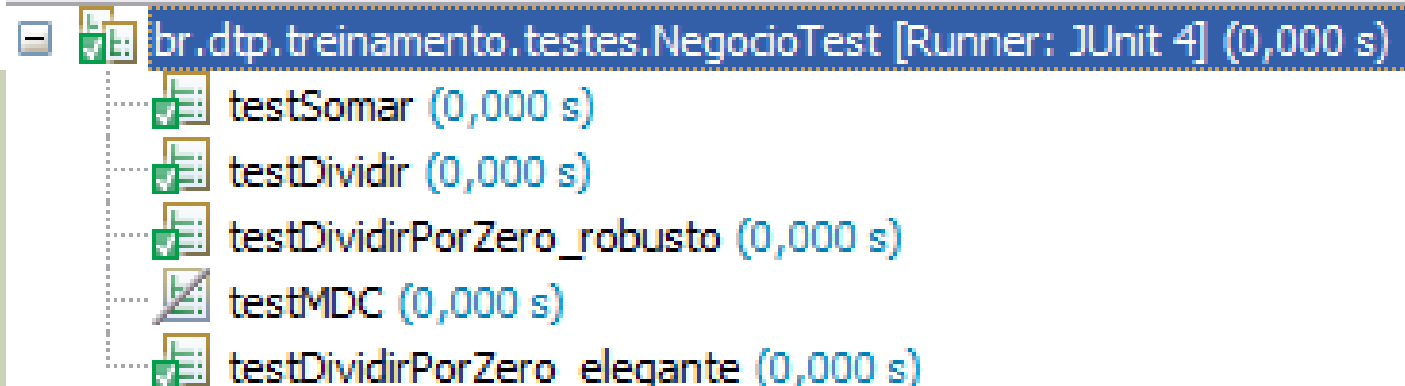 br.dtp.treinamento.testes.NegocioTest [Runner: JUnit 4] (0,000 s)
testSomar (0,000 s)
testDividir (0,000 s)
testDividirPorZero_robusto (0,000 s)
testMDC (0,000 s)
testDividirPorZero_elegante (0,000 s)